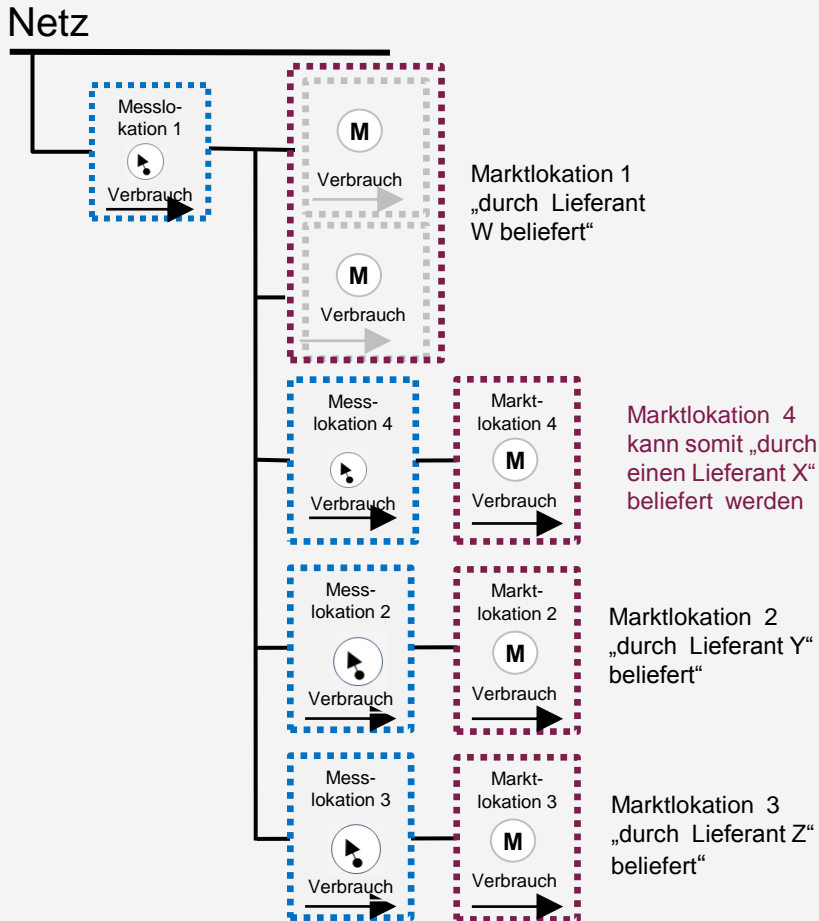 Netz
Messlo-
kation 1
Verbrauch
M
Verbrauch
M
Verbrauch
Marktlokation 1
„durch Lieferant
W beliefert“
Mess-
lokation 4
Verbrauch
Markt-
lokation 4
M
Verbrauch
Marktlokation 4
kann somit „durch
einen Lieferant X“
beliefert werden
Mess-
lokation 2
Verbrauch
Markt-
lokation 2
M
Verbrauch
Marktlokation 2
„durch Lieferant Y“
beliefert“
Mess-
lokation 3
Verbrauch
Markt-
lokation 3
M
Verbrauch
Marktlokation 3
„durch Lieferant Z“
beliefert“